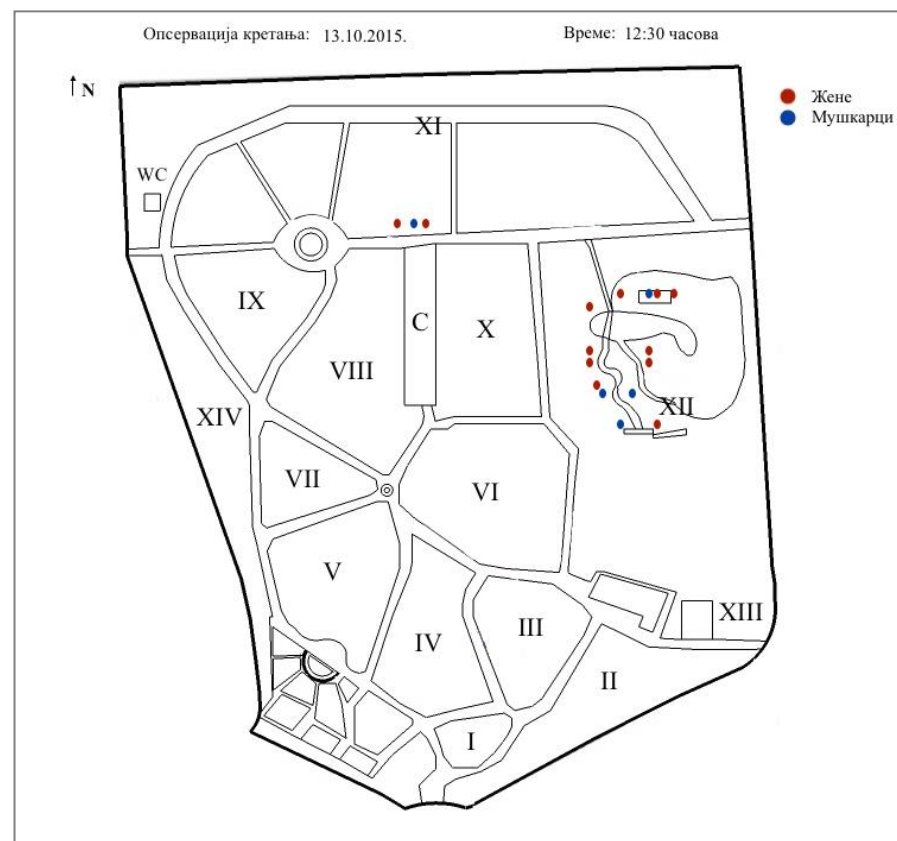 Опсервација кретања: 13.10.2015. Време: 12:30 часова
N
Жене
Мушкарци
XI
WC
IX
C
X
VIII
XII
XIV
VII
VI
V
XIII
IV
III
II
I